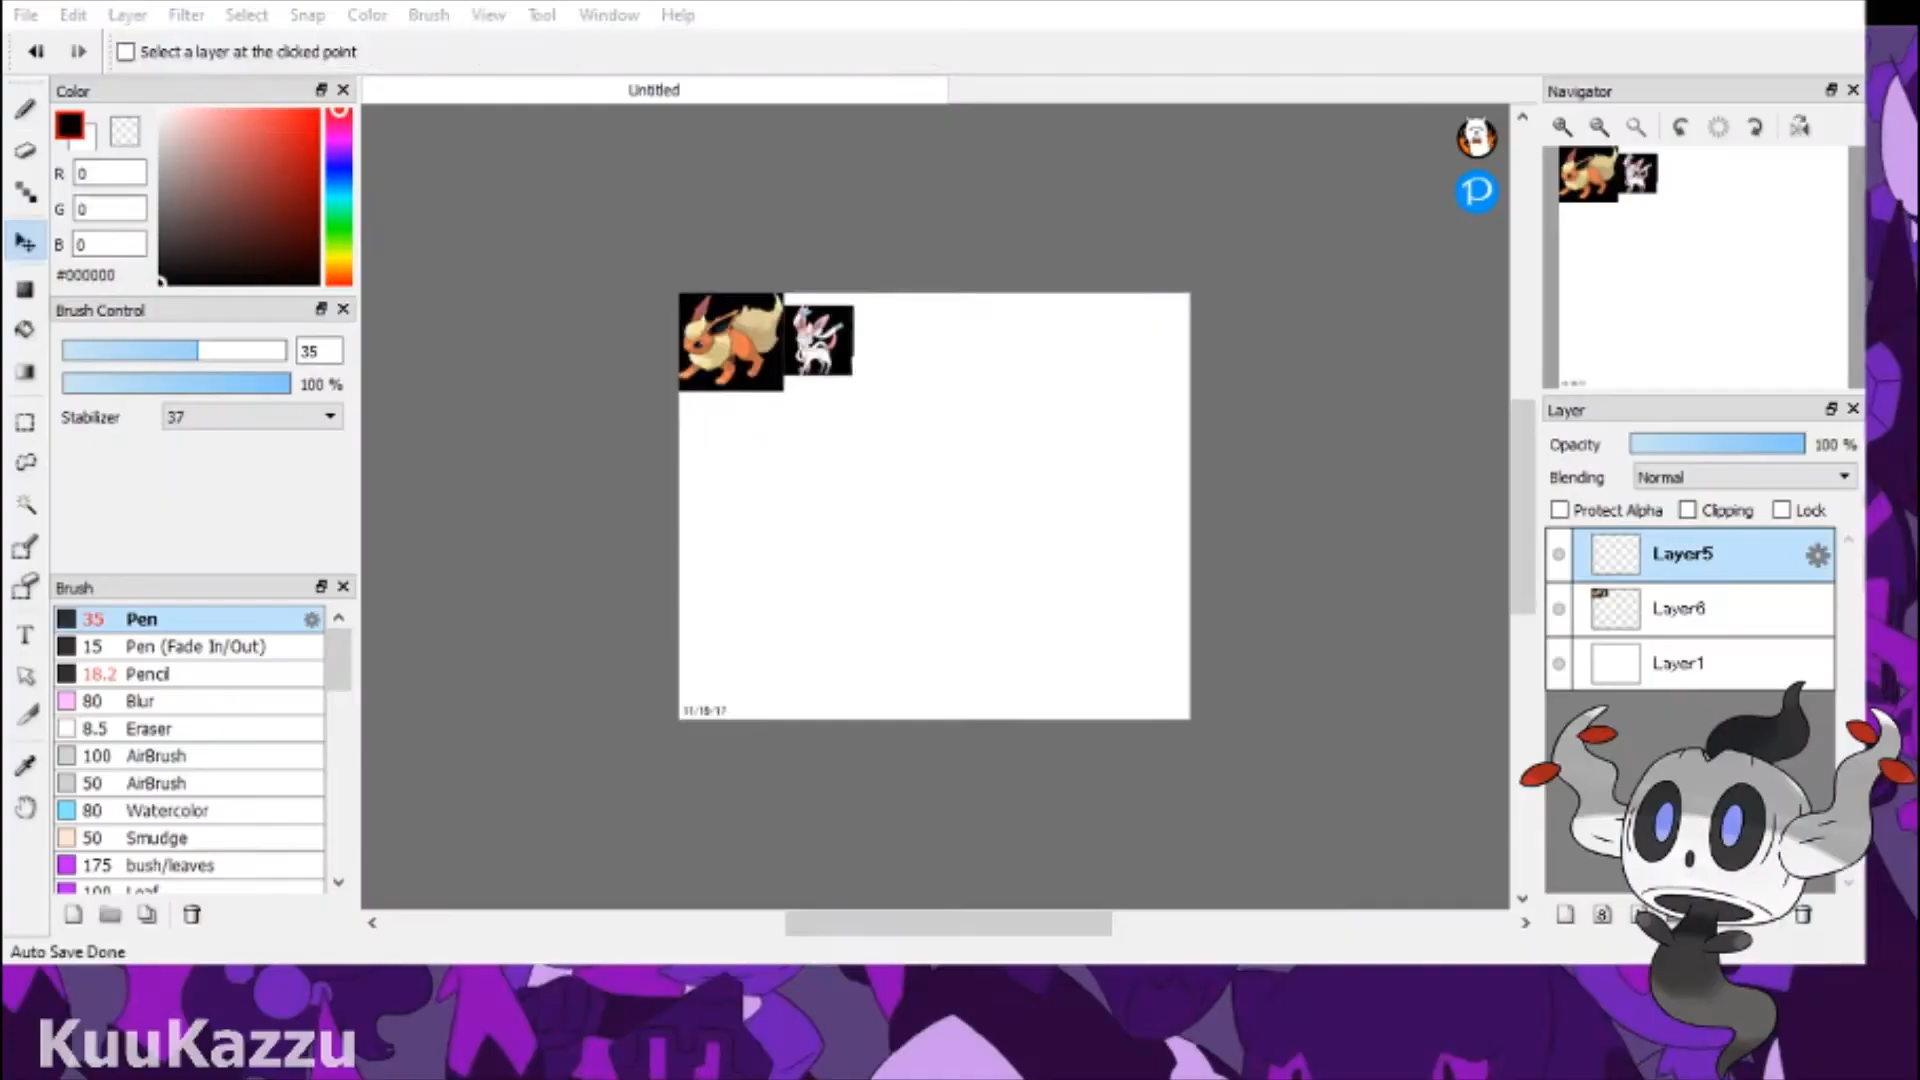 File Edit Layer Filter Select Snap Color Brush View Tool Window Help
Select a layer at the clicked point
Color
Untitled
Navigator
R 0
G 0
B 0
#000000
Brush Control
35
100 %
Stabilizer 37
Layer
Opacity 100 %
Blending Normal
Protect Alpha Clipping Lock
Layer5
Layer6
Layer1
Brush
35 Pen
15 Pen (Fade In/Out)
18.2 Pencil
80 Blur
8.5 Eraser
100 AirBrush
50 AirBrush
80 Watercolor
50 Smudge
175 bush/leaves
100 Leaf
T
P
8
Auto Save Done
KuuKazzu